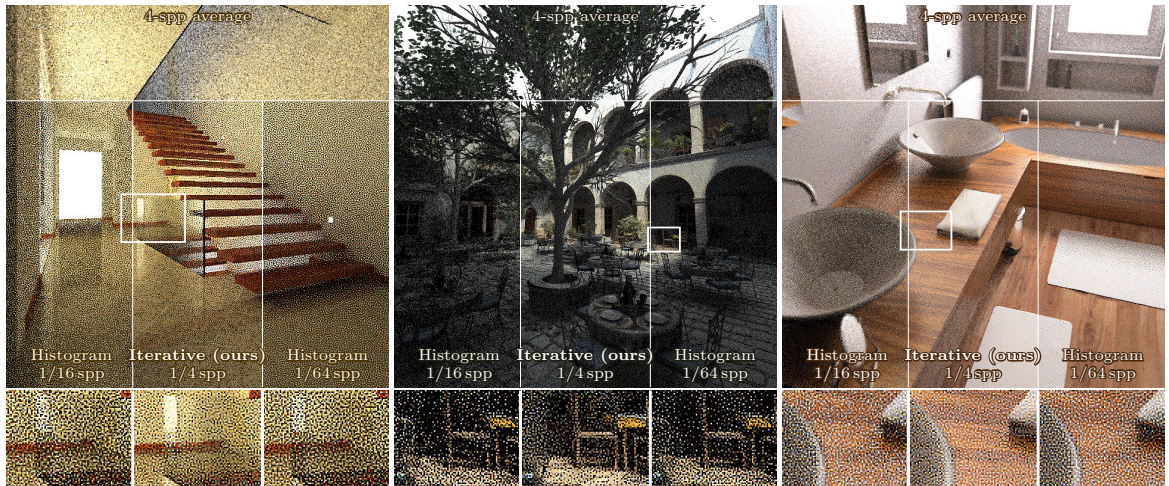 4-spp average
4-spp average
4-spp average
Histogram
1/16 spp
Iterative (ours)
1/4 spp
Histogram
1/64 spp
Histogram
1/16 spp
Iterative (ours)
1/4 spp
Histogram
1/64 spp
Histogram
1/16 spp
Iterative (ours)
1/4 spp
Histogram
1/64 spp